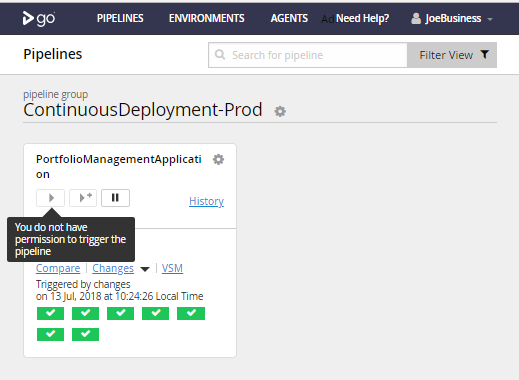 go
PIPELINES ENVIRONMENTS AGENTS Ad Need Help? JoeBusiness
Pipelines
Search for pipeline
Filter View
pipeline group
ContinuousDeployment-Prod
PortfolioManagementApplicati
on
History
You do not have
permission to trigger the
pipeline
Compare Changes VSM
Triggered by changes
on 13 Jul, 2018 at 10:24:26 Local Time